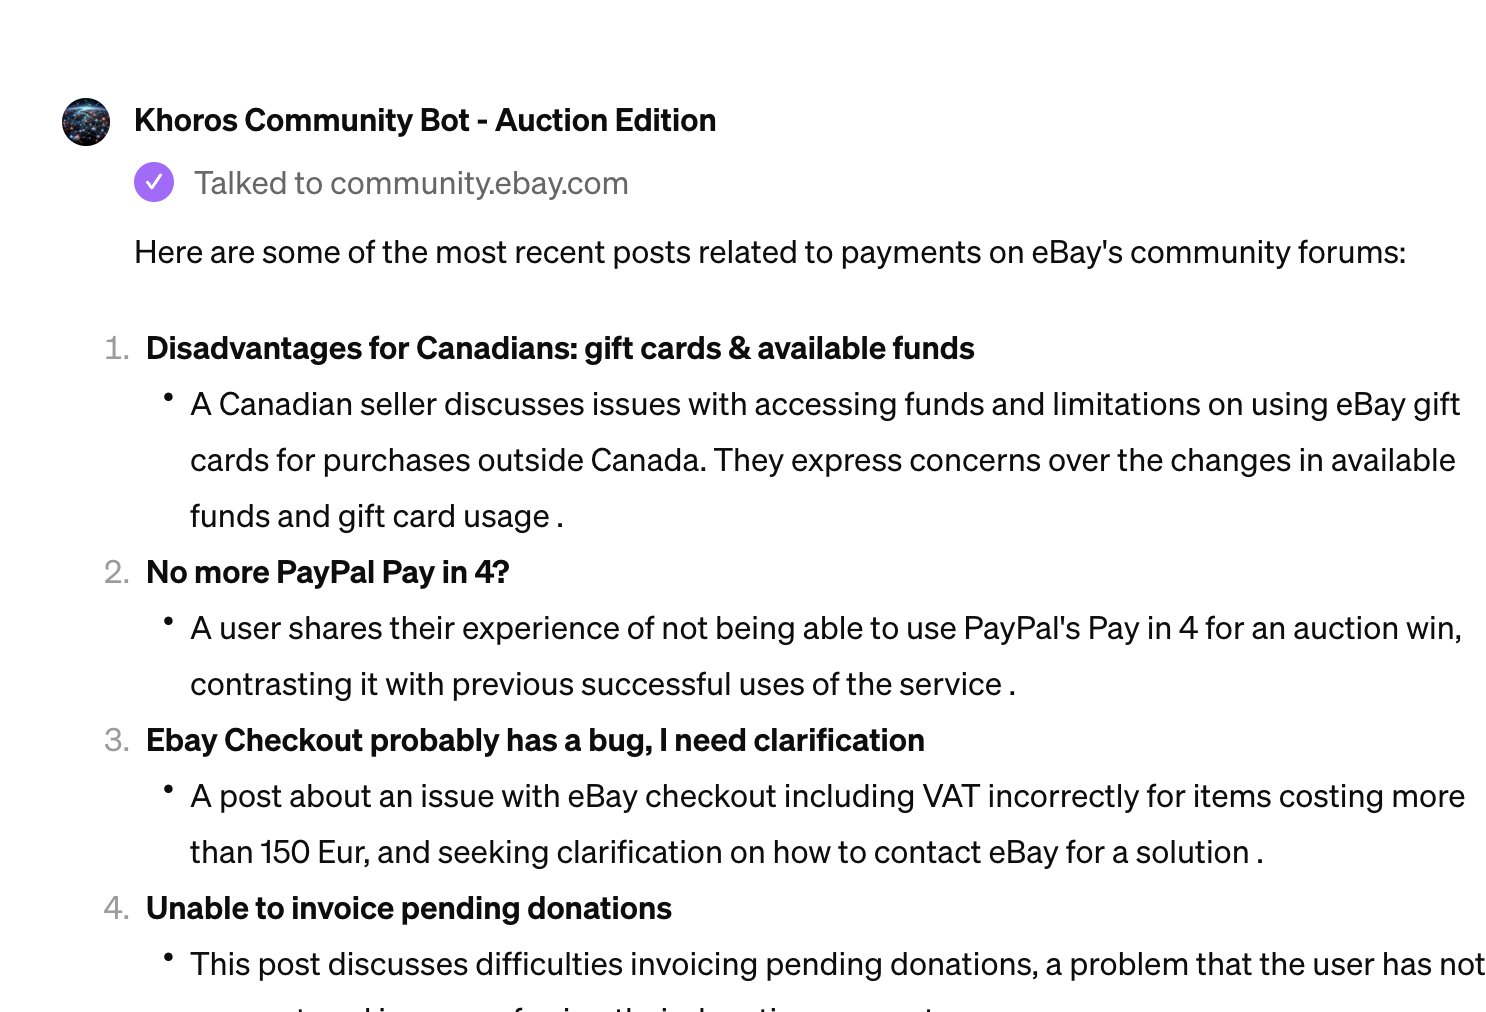 Khoros Community Bot - Auction Edition
Talked to community.ebay.com
Here are some of the most recent posts related to payments on eBay's community forums:
1. Disadvantages for Canadians: gift cards & available funds
• A Canadian seller discusses issues with accessing funds and limitations on using eBay gift
cards for purchases outside Canada. They express concerns over the changes in available
funds and gift card usage .
2. No more PayPal Pay in 4?
• A user shares their experience of not being able to use PayPal's Pay in 4 for an auction win,
contrasting it with previous successful uses of the service .
3. Ebay Checkout probably has a bug, I need clarification
• A post about an issue with eBay checkout including VAT incorrectly for items costing more
than 150 Eur, and seeking clarification on how to contact eBay for a solution .
4. Unable to invoice pending donations
• This post discusses difficulties invoicing pending donations, a problem that the user has not